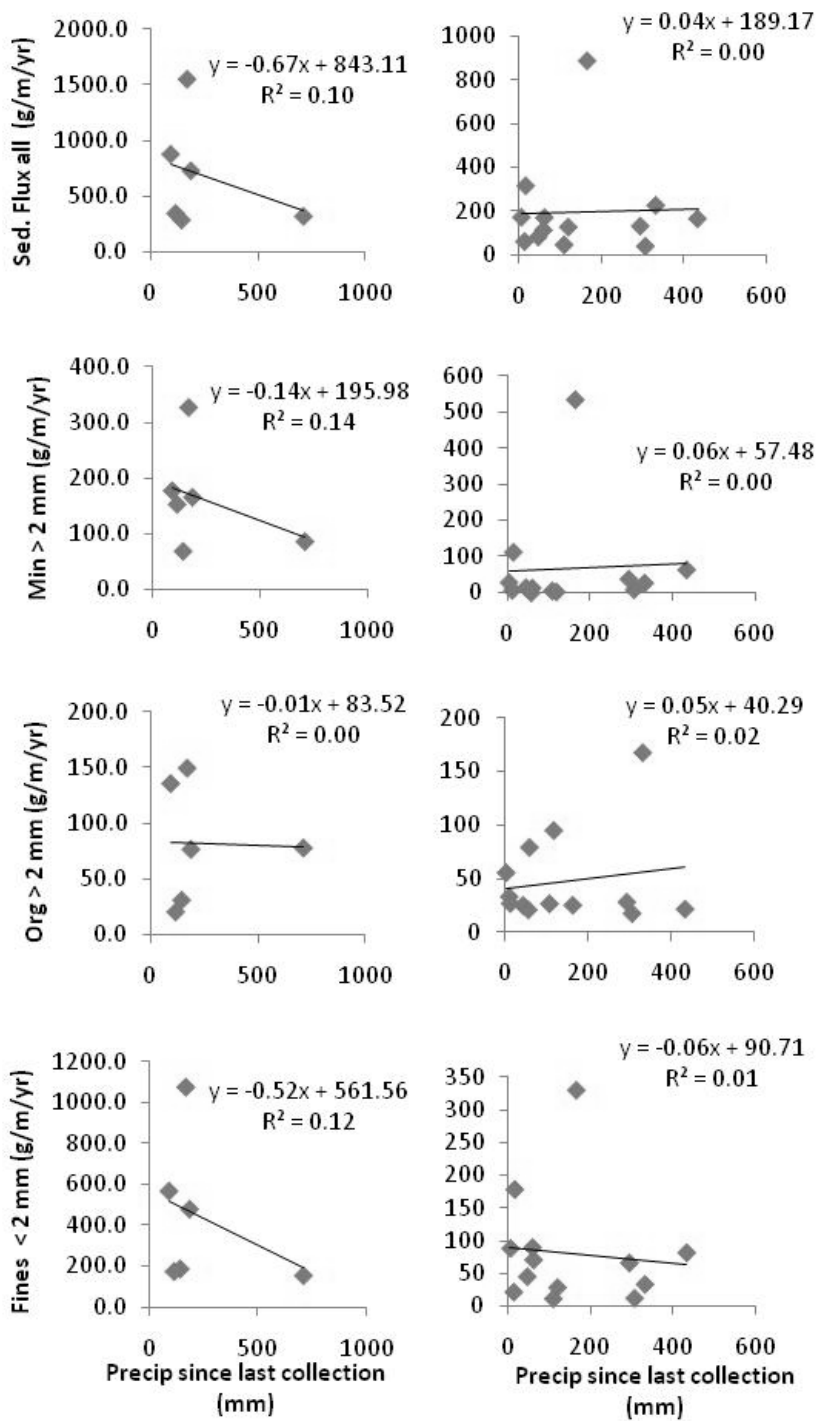 Sed. Flux all (g/m/yr)
2000.0
1500.0
1000.0
500.0
0.0
0 500 1000
y = -0.67x + 843.11
R² = 0.10
1000
800
600
400
200
0
0 200 400 600
y = 0.04x + 189.17
R² = 0.00
Min > 2 mm (g/m/yr)
400.0
300.0
200.0
100.0
0.0
0 500 1000
y = -0.14x + 195.98
R² = 0.14
600
500
400
300
200
100
0
0 200 400 600
y = 0.06x + 57.48
R² = 0.00
Org > 2 mm (g/m/yr)
200.0
150.0
100.0
50.0
0.0
0 500 1000
y = -0.01x + 83.52
R² = 0.00
200
150
100
50
0
0 200 400 600
y = 0.05x + 40.29
R² = 0.02
Fines < 2 mm (g/m/yr)
1200.0
1000.0
800.0
600.0
400.0
200.0
0.0
0 500 1000
y = -0.52x + 561.56
R² = 0.12
Precip since last collection
(mm)
350
300
250
200
150
100
50
0
0 200 400 600
y = -0.06x + 90.71
R² = 0.01
Precip since last collection
(mm)